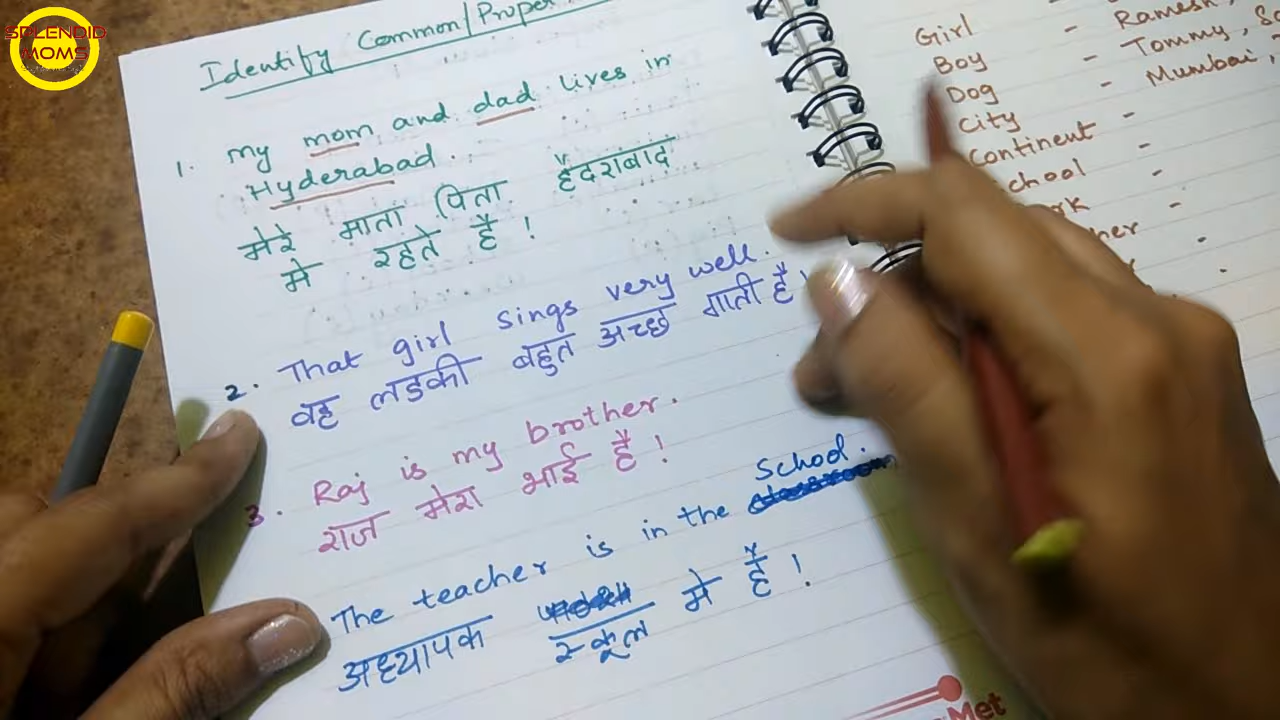 SPLENDID
MOMS
Identify Common/Proper
1. My mom and dad lives in
Hyderabad.
मेरे माता पिता हैदराबाद
मे रहते है !
2. That girl sings very well.
वह लडकी बहुत अच्छे गाती है !
3. Raj is my brother.
राज मेरा भाई है !
The teacher is in the school.
अध्यापक स्कूल मे है !
Girl -
Boy - Ramesh,
Dog - Tommy,
City - Mumbai,
Continent -
School -
Met